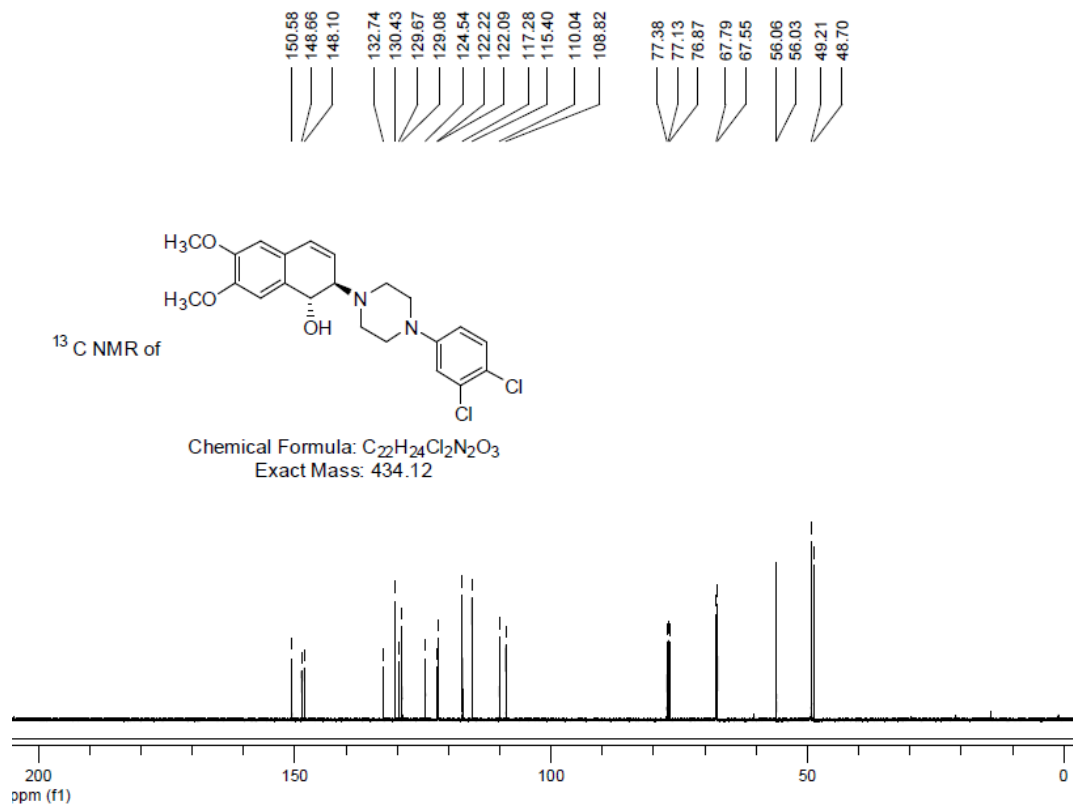 150.58
148.66
148.10
132.74
130.43
129.67
129.08
124.54
122.22
122.09
117.28
115.40
110.04
108.82
77.38
77.13
76.87
67.79
67.55
56.06
56.03
49.21
48.70
H3CO
H3CO
N
OH
N
Cl
Cl
13 C NMR of
Chemical Formula: C22H24Cl2N2O3
Exact Mass: 434.12
200 150 100 50 0
ppm (f1)